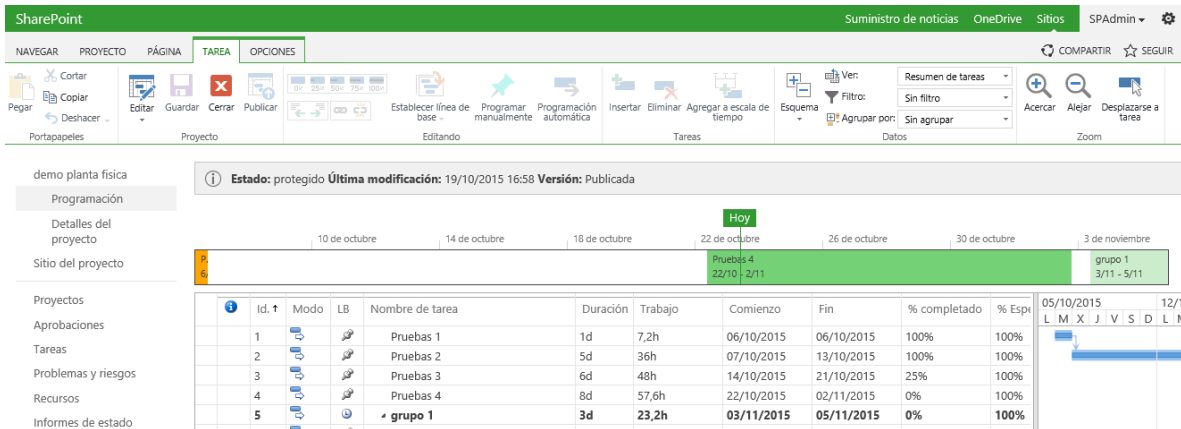 SharePoint Suministro de noticias OneDrive Sitios SPAdmin
NAVEGAR PROYECTO PÁGINA TAREA OPCIONES COMPARTIR SEGUIR
Pegar
Cortar
Copiar
Deshacer
Portapapeles
Editar Guardar Cerrar Publicar
Proyecto
0% 25% 50% 75% 100%
Establecer línea de base
Programar manualmente
Programación automática
Editando
Insertar Eliminar Agregar a escala de tiempo
Tareas
Esquema
Ver: Resumen de tareas
Filtro: Sin filtro
Agrupar por: Sin agrupar
Datos
Acercar Alejar Desplazarse a tarea
Zoom
demo planta física
Programación
Detalles del proyecto
Sitio del proyecto
Proyectos
Aprobaciones
Tareas
Problemas y riesgos
Recursos
Informes de estado
Estado: protegido Última modificación: 19/10/2015 16:58 Versión: Publicada
Hoy
10 de octubre 14 de octubre 18 de octubre 22 de octubre 26 de octubre 30 de octubre 3 de noviembre
P.
6/
Pruebas 4
22/10 - 2/11
grupo 1
3/11 - 5/11
Id. Modo LB Nombre de tarea Duración Trabajo Comienzo Fin % completado % Espe
1 Pruebas 1 1d 7,2h 06/10/2015 06/10/2015 100% 100%
2 Pruebas 2 5d 36h 07/10/2015 13/10/2015 100% 100%
3 Pruebas 3 6d 48h 14/10/2015 21/10/2015 25% 100%
4 Pruebas 4 8d 57,6h 22/10/2015 02/11/2015 0% 100%
5 grupo 1 3d 23,2h 03/11/2015 05/11/2015 0% 100%
05/10/2015 12/1
L M X J V S D L M